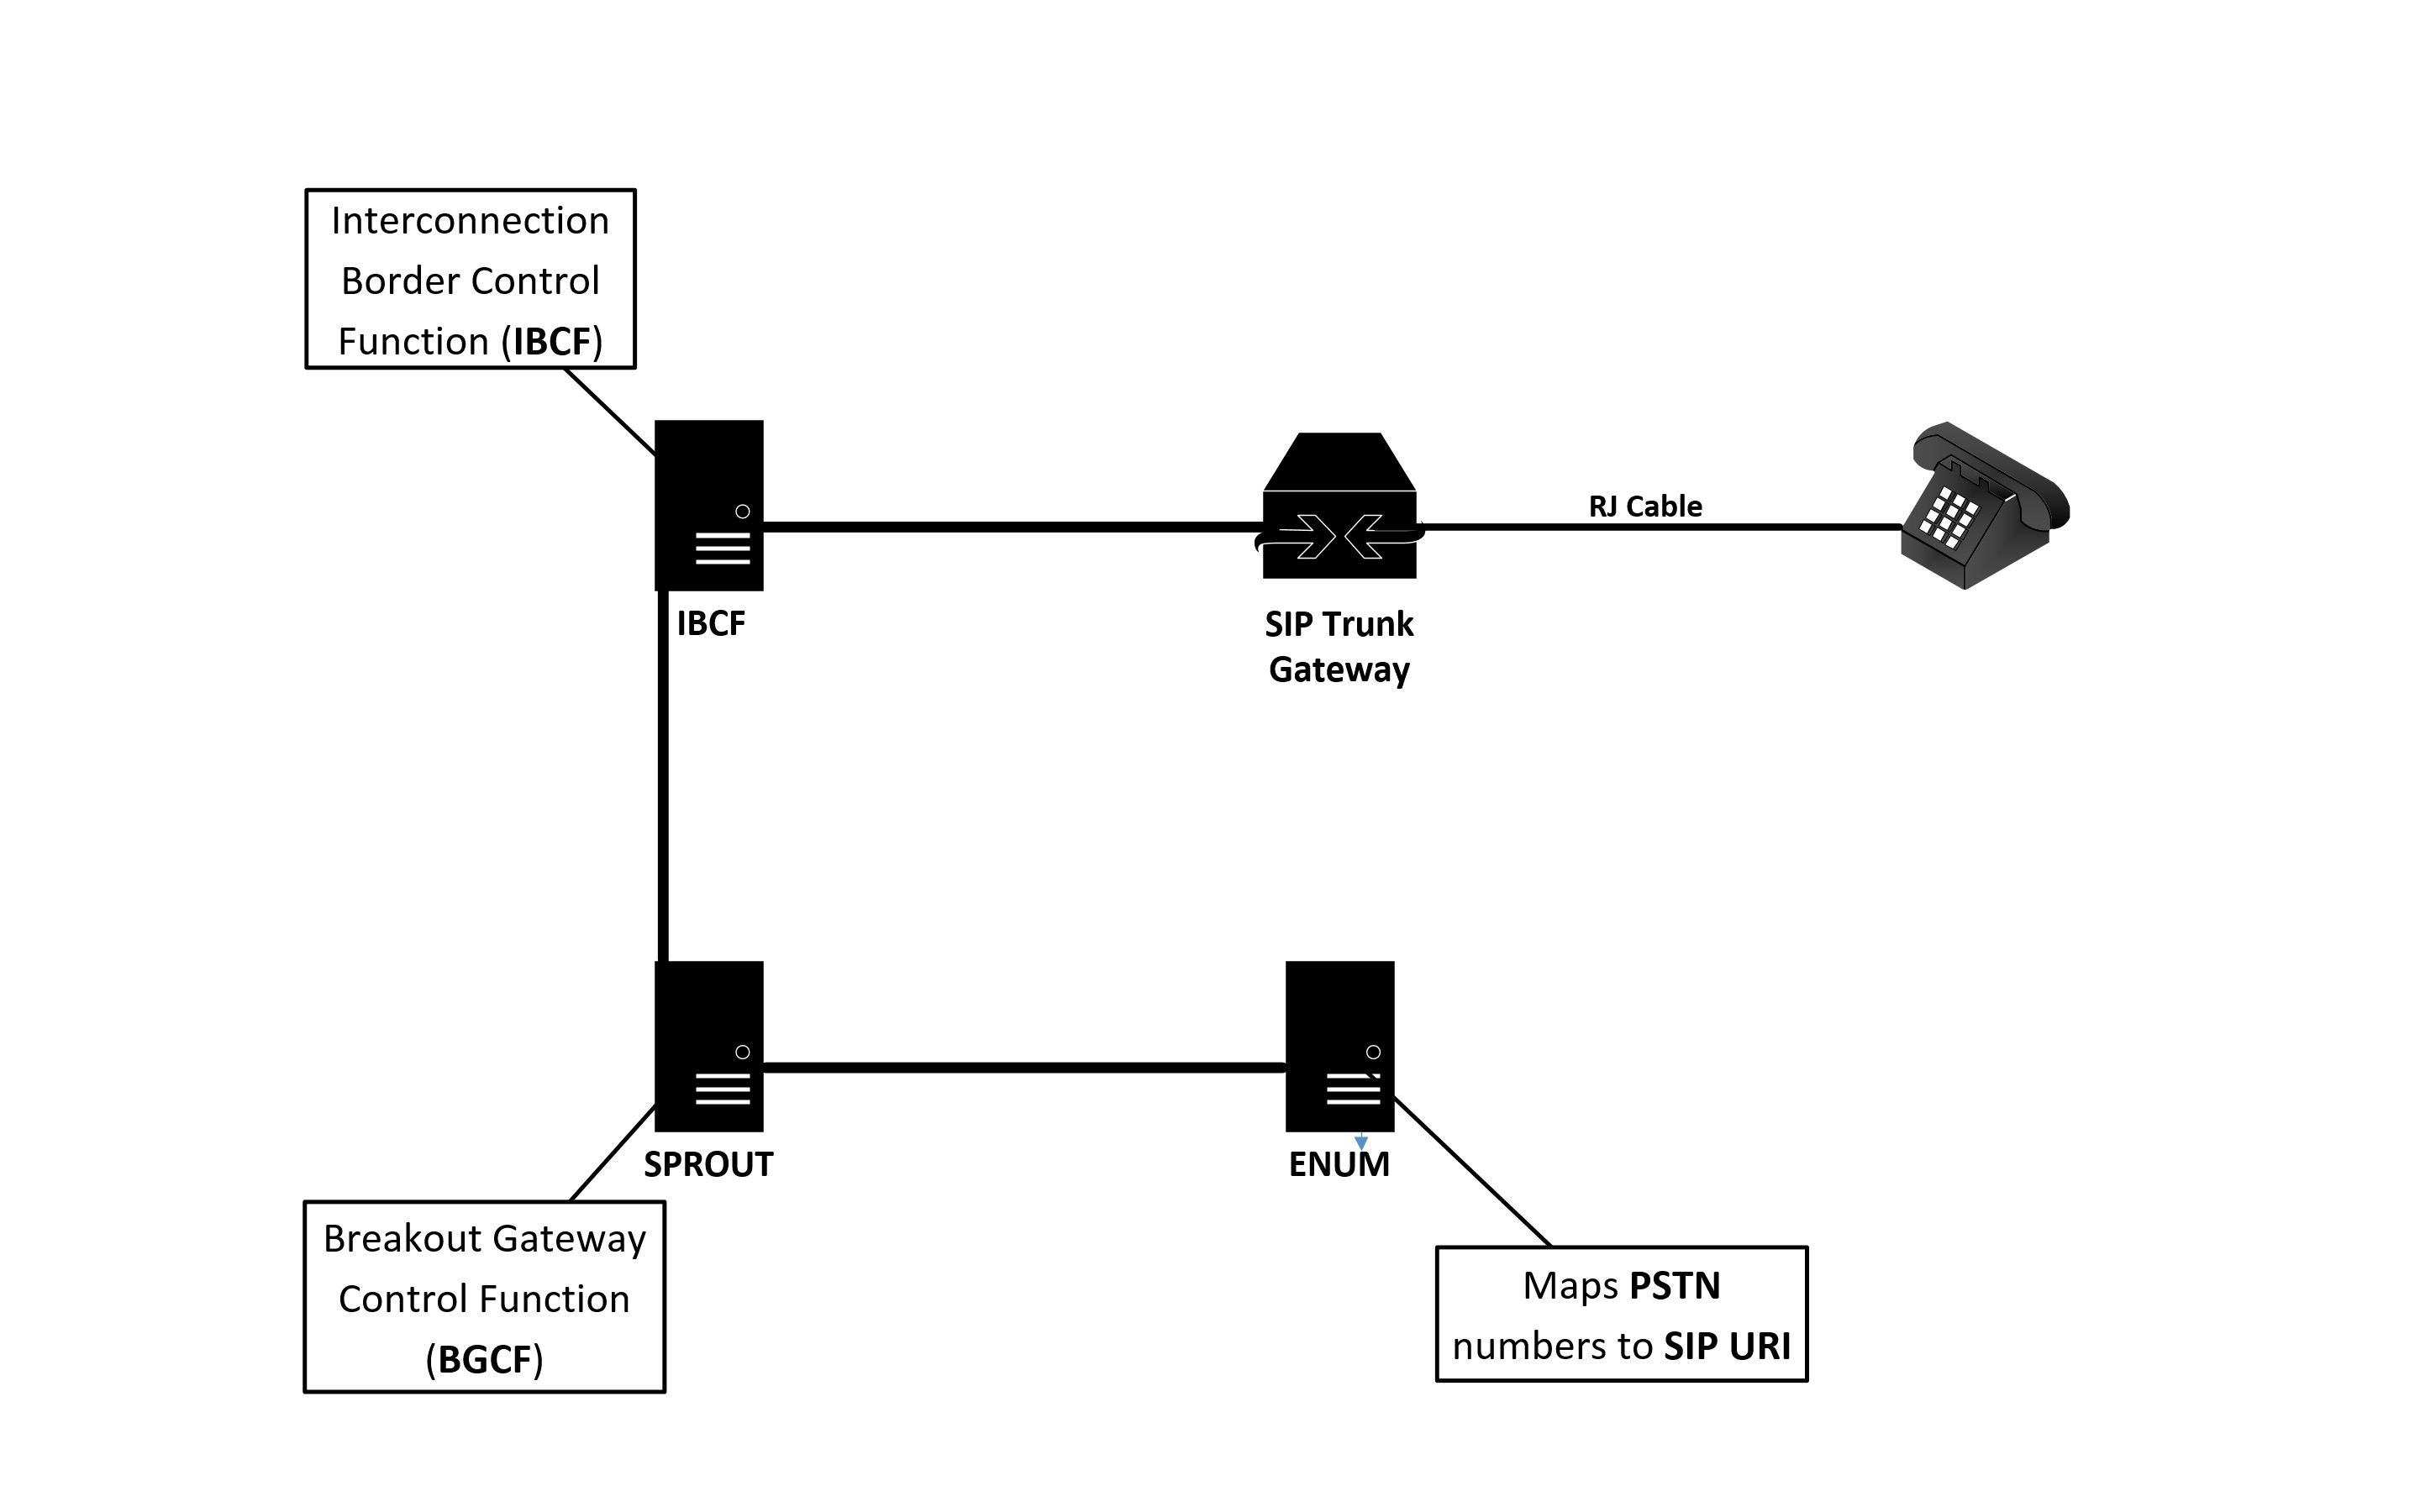 Interconnection
Border Control
Function (IBCF)
RJ Cable
IBCF
SIP Trunk
Gateway
SPROUT
ENUM
Breakout Gateway
Control Function
(BGCF)
Maps PSTN
numbers to SIP URI